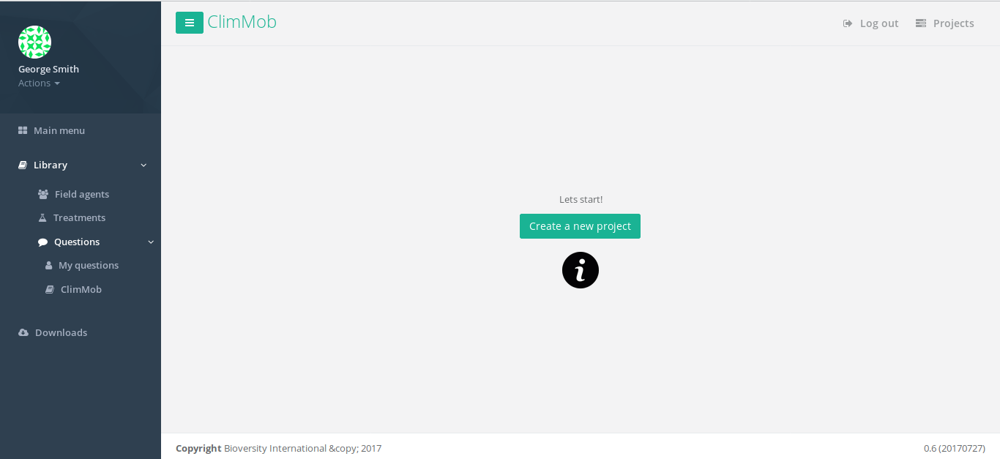 ClimMob
Log out
Projects
George Smith
Actions
Main menu
Library
Field agents
Treatments
Questions
My questions
ClimMob
Downloads
Lets start!
Create a new project
i
Copyright Bioversity International &copy; 2017
0.6 (20170727)